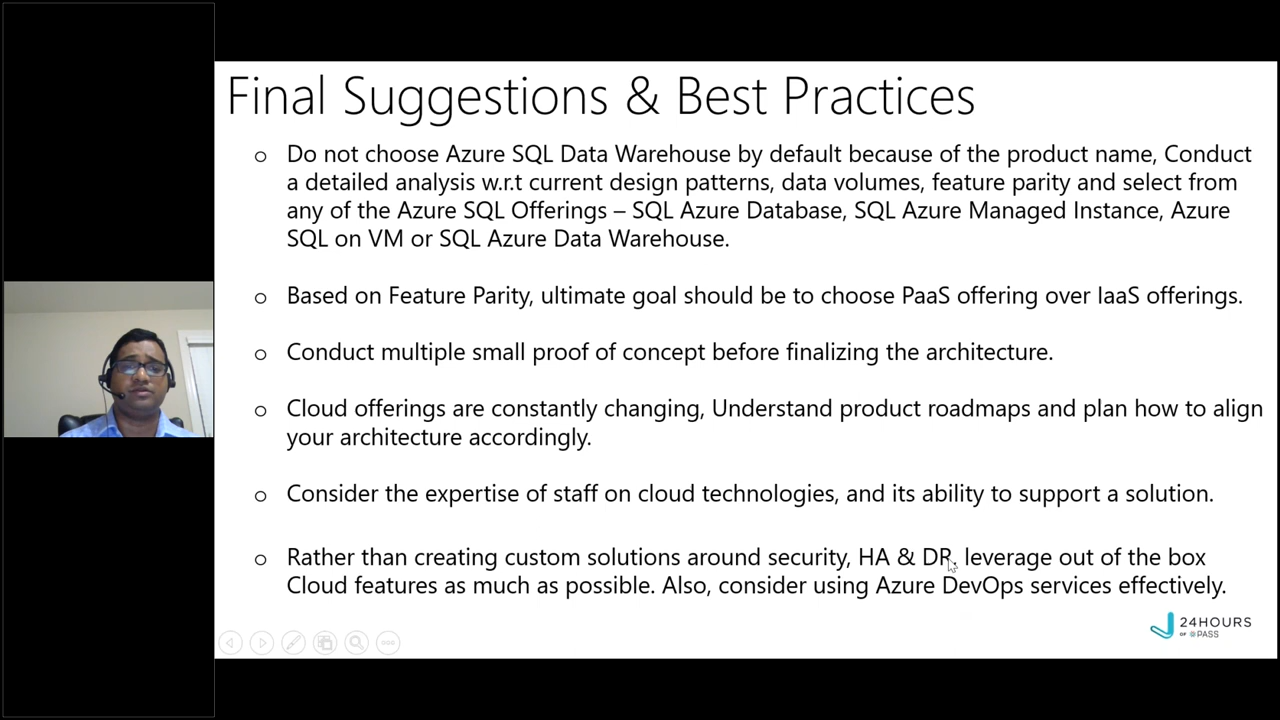 Final Suggestions & Best Practices
o Do not choose Azure SQL Data Warehouse by default because of the product name, Conduct
a detailed analysis w.r.t current design patterns, data volumes, feature parity and select from
any of the Azure SQL Offerings – SQL Azure Database, SQL Azure Managed Instance, Azure
SQL on VM or SQL Azure Data Warehouse.
o Based on Feature Parity, ultimate goal should be to choose PaaS offering over IaaS offerings.
o Conduct multiple small proof of concept before finalizing the architecture.
o Cloud offerings are constantly changing, Understand product roadmaps and plan how to align
your architecture accordingly.
o Consider the expertise of staff on cloud technologies, and its ability to support a solution.
o Rather than creating custom solutions around security, HA & DR, leverage out of the box
Cloud features as much as possible. Also, consider using Azure DevOps services effectively.
24HOURS
OF @PASS